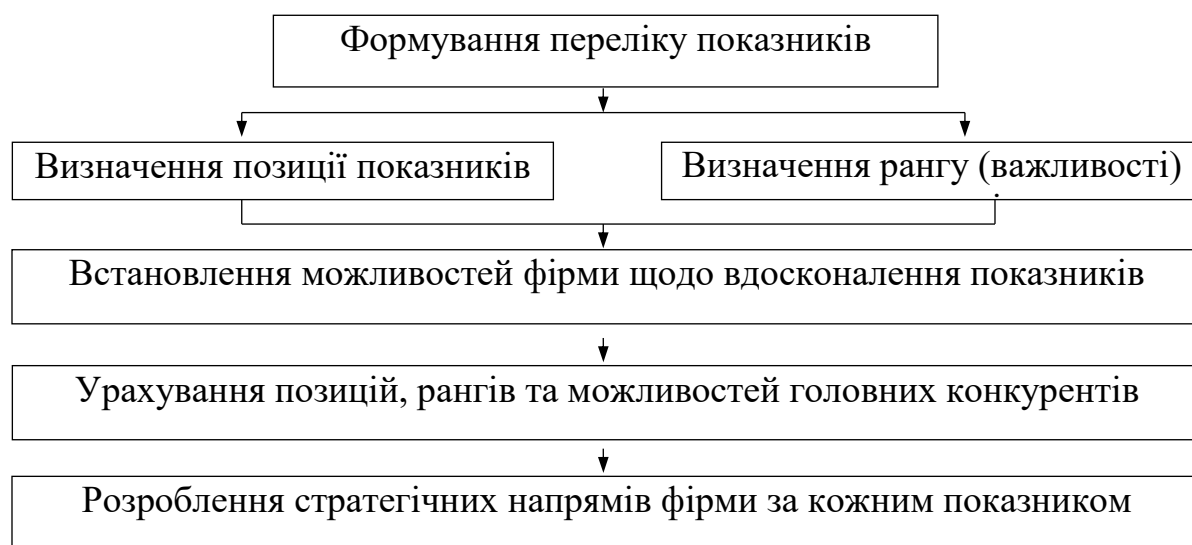 Формування переліку показників
Визначення позиції показників
Визначення рангу (важливості)
Встановлення можливостей фірми щодо вдосконалення показників
Урахування позицій, рангів та можливостей головних конкурентів
Розроблення стратегічних напрямів фірми за кожним показником